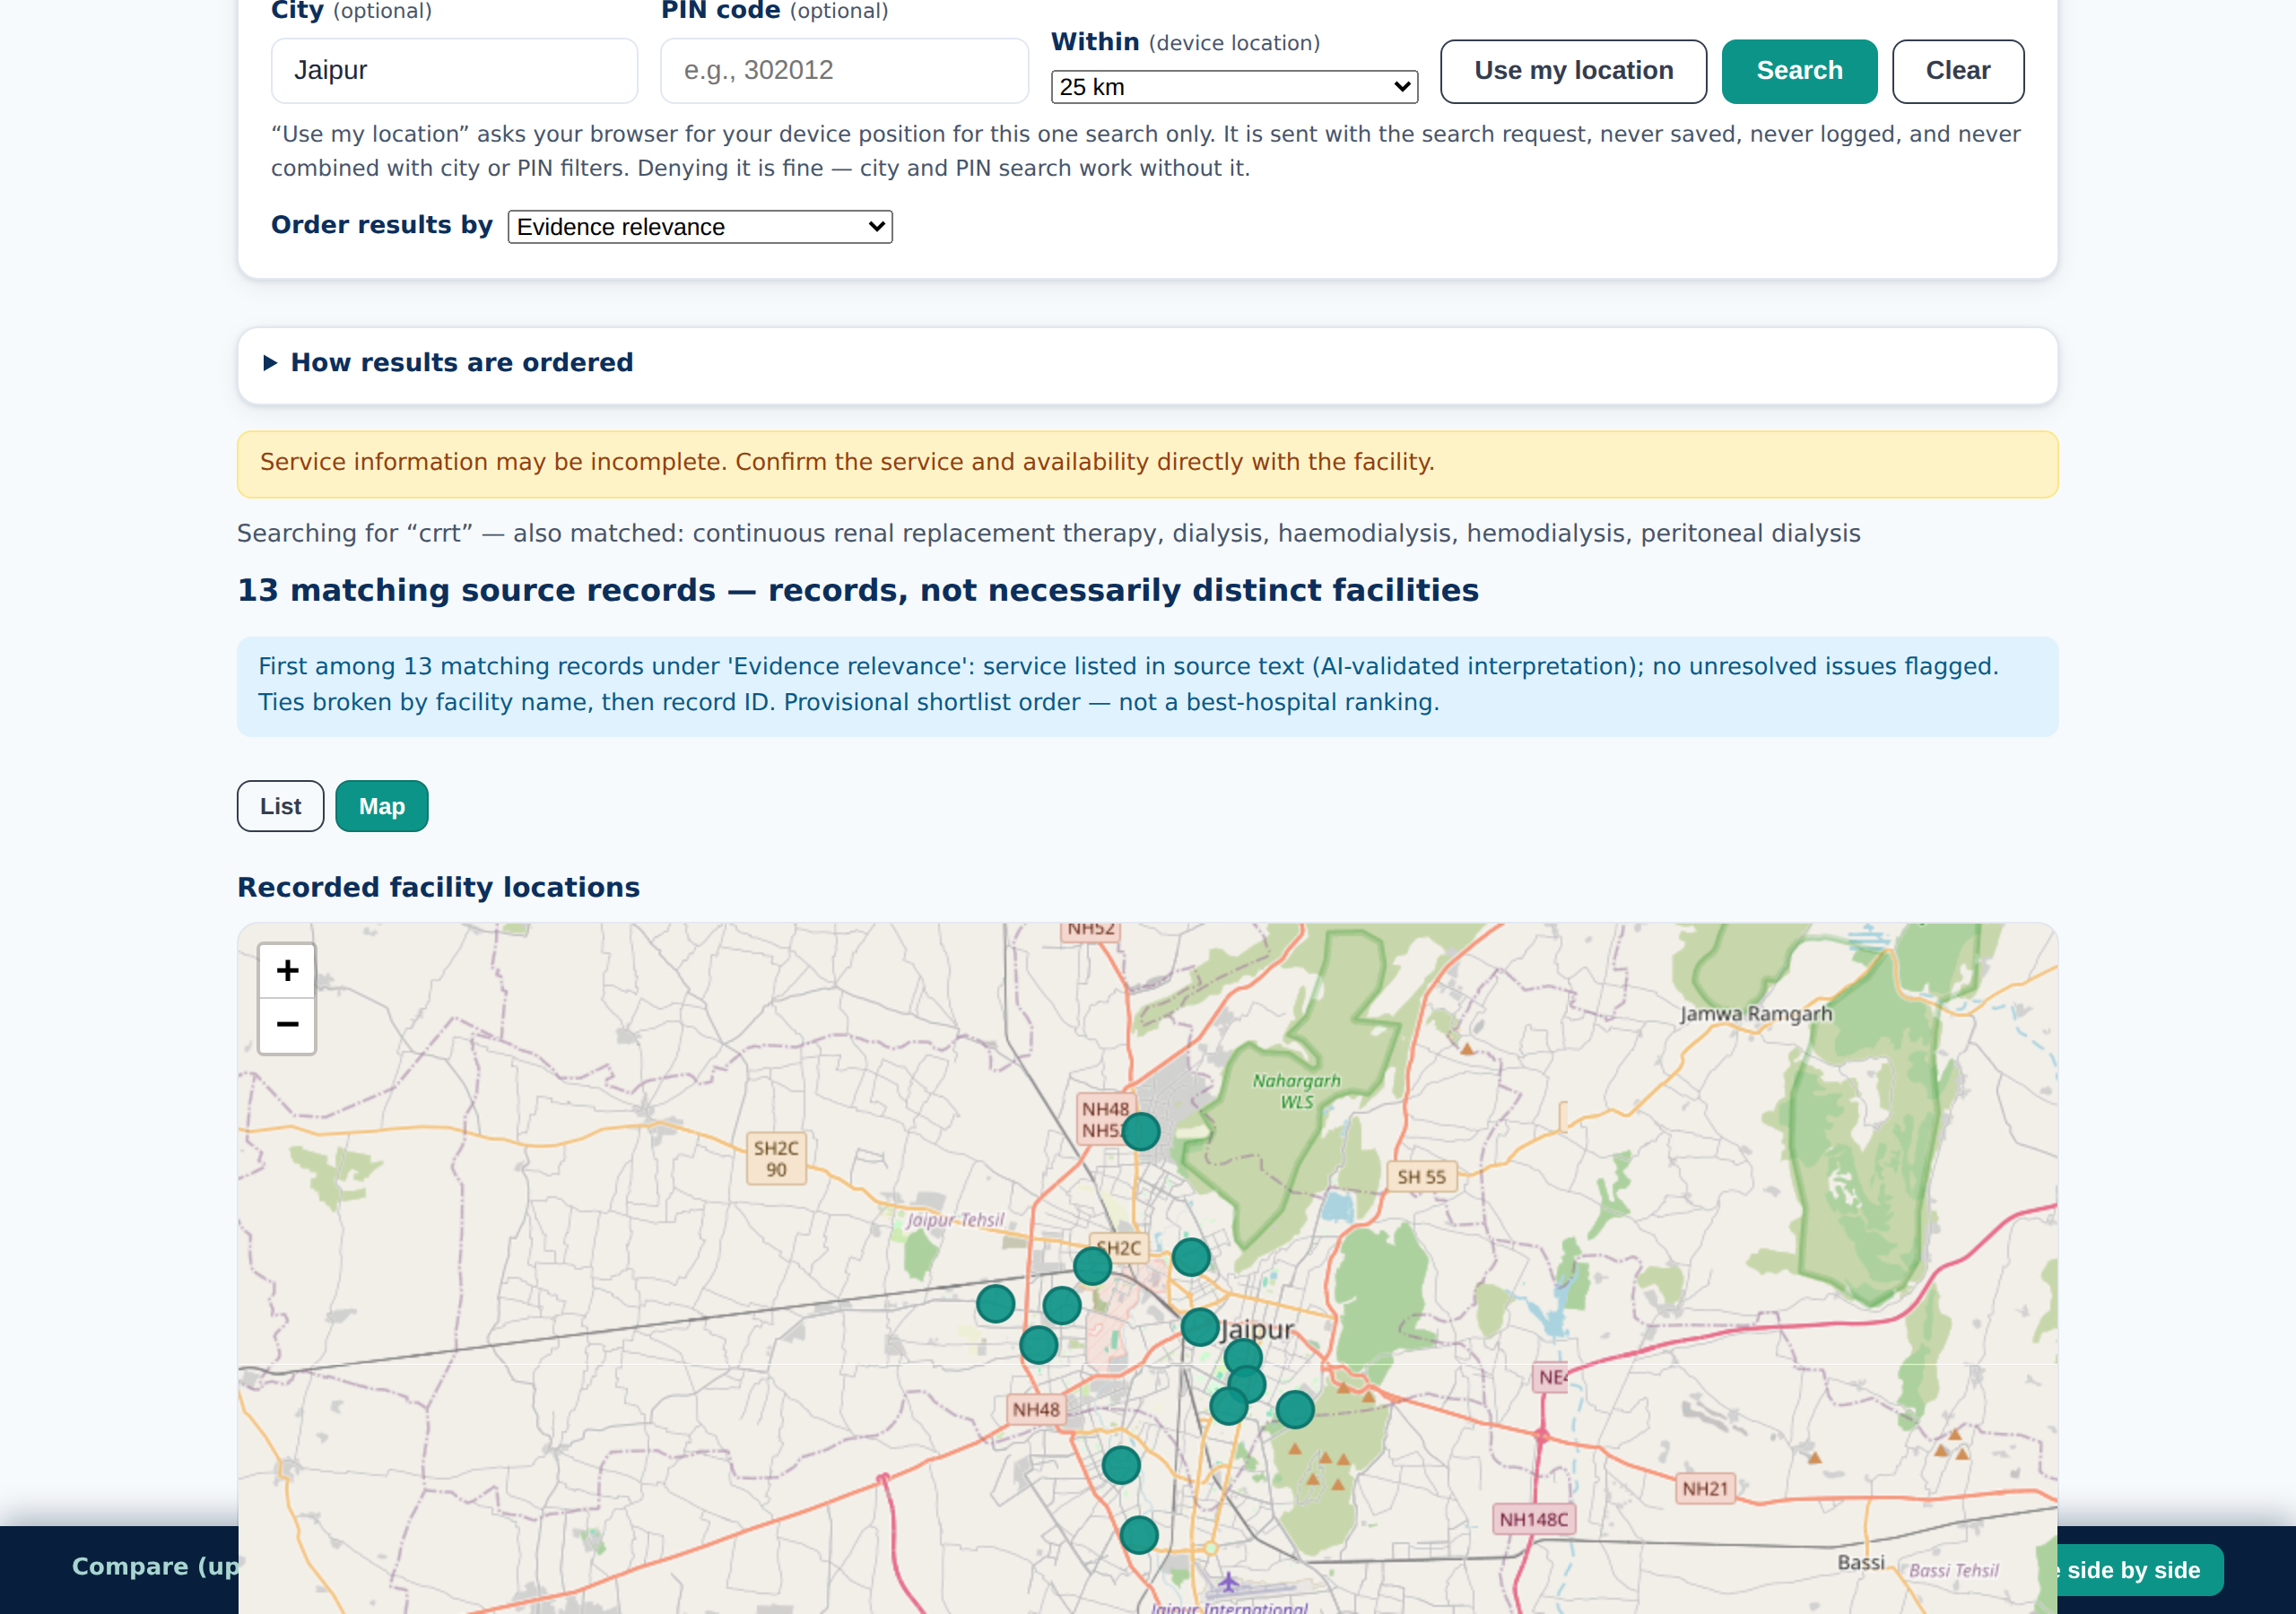 City (optional)
PIN code (optional)
Within (device location)
Jaipur
e.g., 302012
25 km
Use my location
Search
Clear
“Use my location” asks your browser for your device position for this one search only. It is sent with the search request, never saved, never logged, and never
combined with city or PIN filters. Denying it is fine — city and PIN search work without it.
Order results by Evidence relevance
How results are ordered
Service information may be incomplete. Confirm the service and availability directly with the facility.
Searching for “crrt” — also matched: continuous renal replacement therapy, dialysis, haemodialysis, hemodialysis, peritoneal dialysis
13 matching source records — records, not necessarily distinct facilities
First among 13 matching records under 'Evidence relevance': service listed in source text (AI-validated interpretation); no unresolved issues flagged.
Ties broken by facility name, then record ID. Provisional shortlist order — not a best-hospital ranking.
List
Map
Recorded facility locations
+
−
NH52
Jamwa Ramgarh
Nahargarh
WLS
NH48
SH2C
90
SH 55
Jaipur Tehsil
SH2C
Jaipur
NH48
NH21
NH148C
Bassi
Bassi Tehsil
Jaipur International
Compare (up
side by side